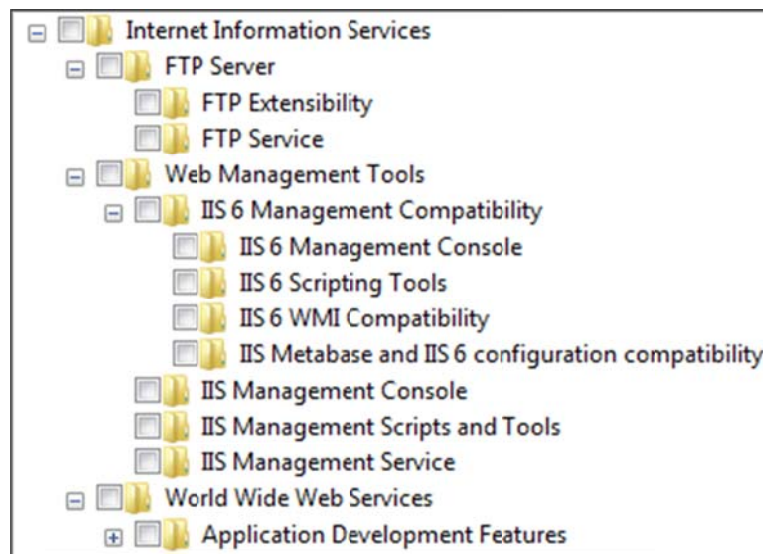 Internet Information Services
FTP Server
FTP Extensibility
FTP Service
Web Management Tools
IIS 6 Management Compatibility
IIS 6 Management Console
IIS 6 Scripting Tools
IIS 6 WMI Compatibility
IIS Metabase and IIS 6 configuration compatibility
IIS Management Console
IIS Management Scripts and Tools
IIS Management Service
World Wide Web Services
Application Development Features